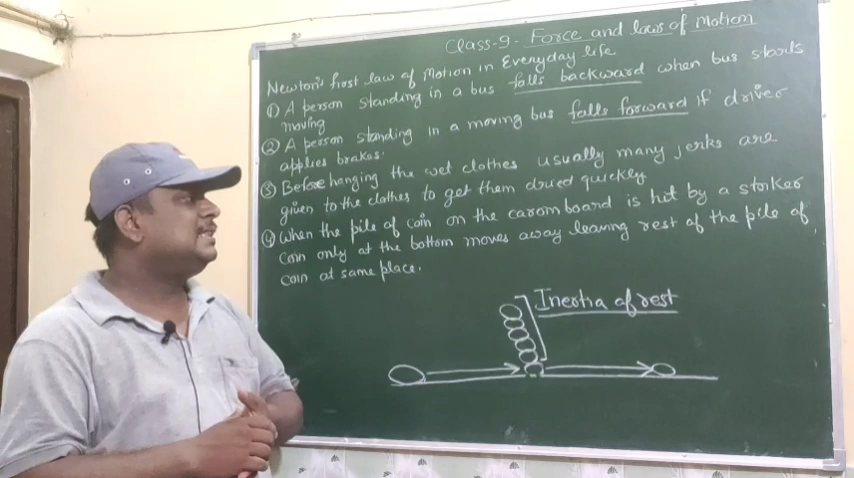 Class-9- Force and laws of Motion
Newton's first law of Motion in Everyday life
① A person standing in a bus falls backward when bus starts
moving
② A person standing in a moving bus falls forward if driver
applies brakes.
③ Before hanging the wet clothes usually many jerks are
given to the clothes to get them dried quickly
④ When the pile of coin on the caromboard is hit by a striker
coin only at the bottom moves away leaving rest of the pile of
coin at same place.
Inertia of rest